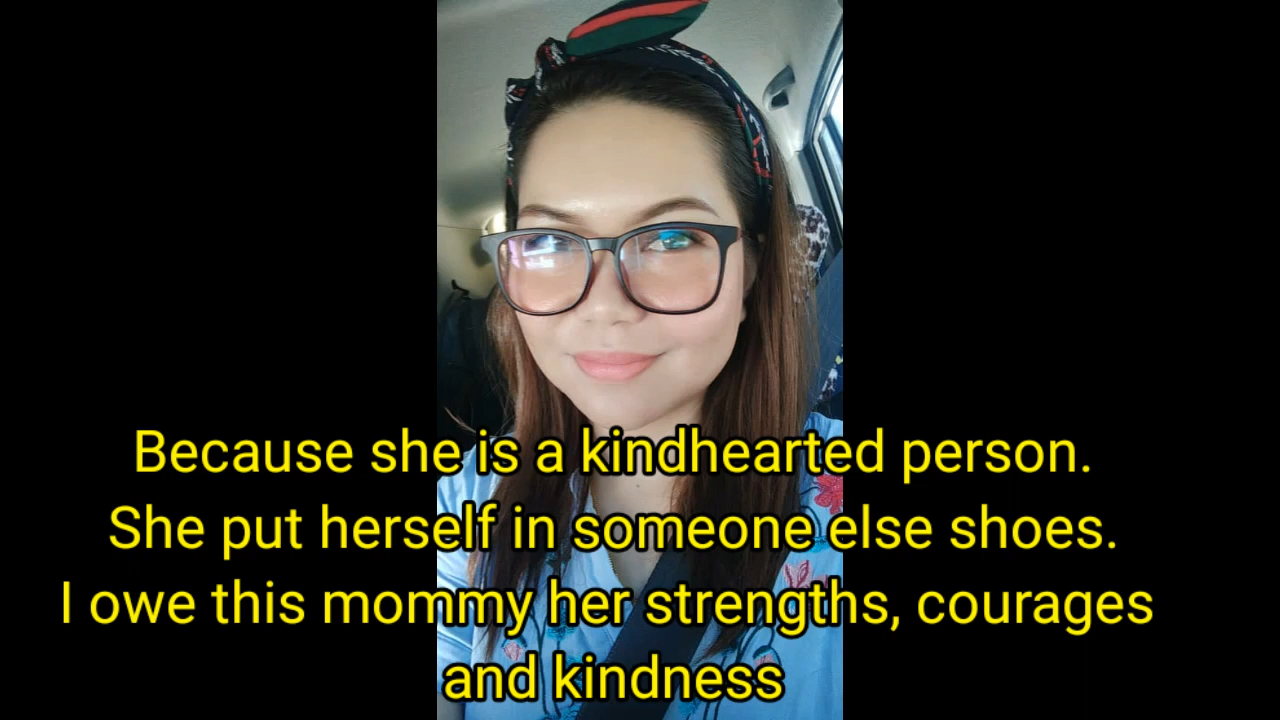 Because she is a kindhearted person.
She put herself in someone else shoes.
I owe this mommy her strengths, courages
and kindness